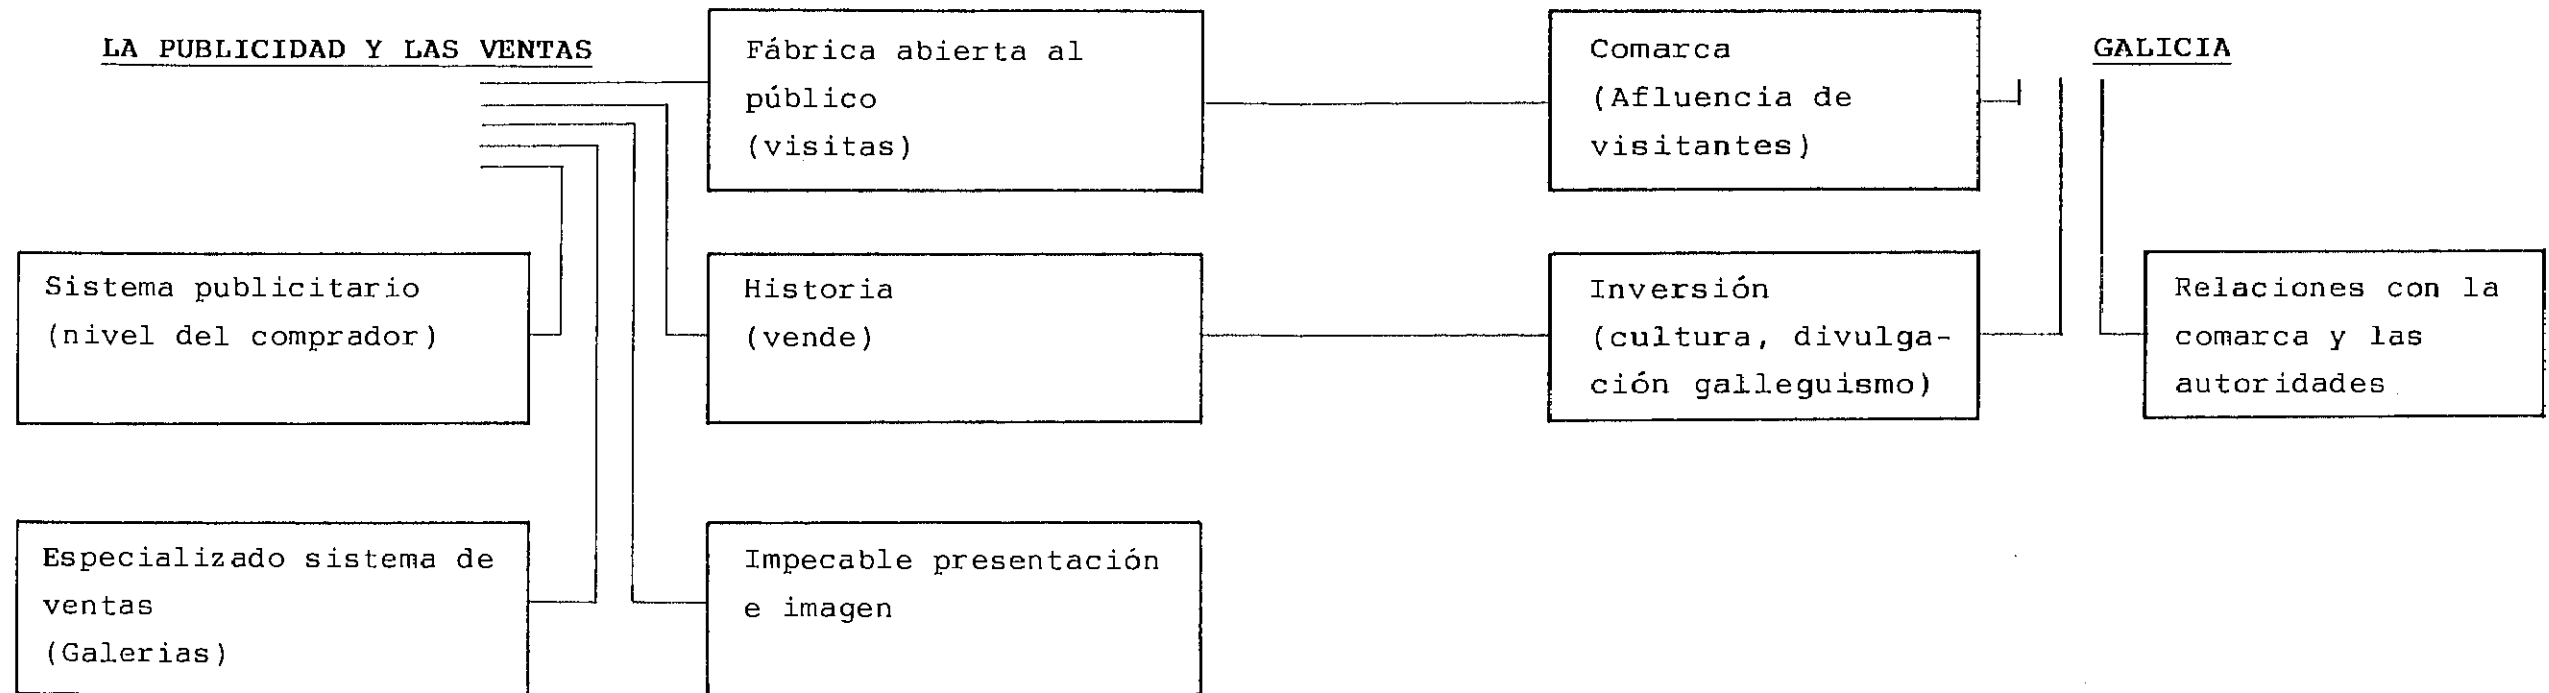 LA PUBLICIDAD Y LAS VENTAS
Fábrica abierta al
público
(visitas)
Comarca
(Afluencia de
visitantes)
GALICIA
Sistema publicitario
(nivel del comprador)
Historia
(vende)
Inversión
(cultura, divulga-
ción galleguismo)
Relaciones con la
comarca y las
autoridades
Especializado sistema de
ventas
(Galerias)
Impecable presentación
e imagen